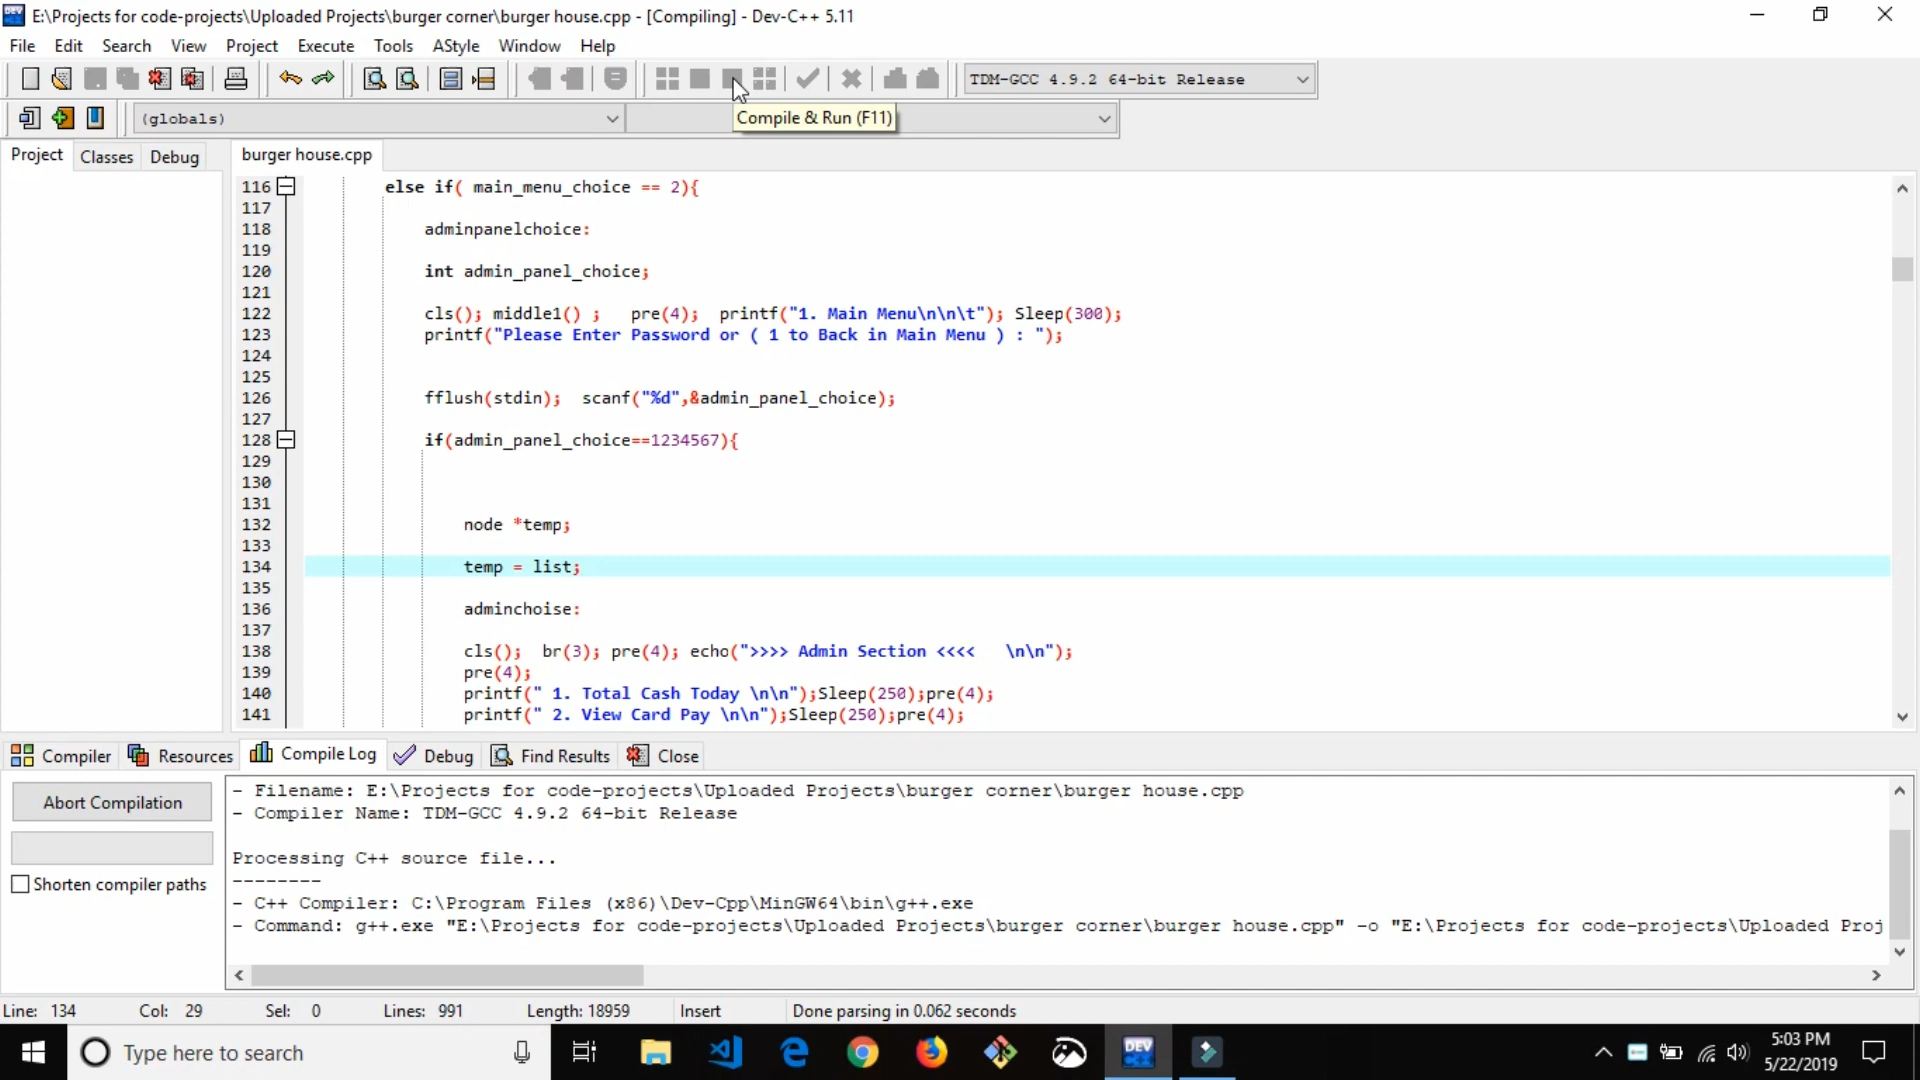 E:\Projects for code-projects\Uploaded Projects\burger corner\burger house.cpp - [Compiling] - Dev-C++ 5.11
File Edit Search View Project Execute Tools AStyle Window Help
TDM-GCC 4.9.2 64-bit Release
(globals)
Compile & Run (F11)
Project Classes Debug
burger house.cpp
116 else if( main_menu_choice == 2){
117
118 adminpanelchoice:
119
120 int admin_panel_choice;
121
122 cls(); middle1() ;   pre(4);  printf("1. Main Menu\n\n\t"); Sleep(300);
123 printf("Please Enter Password or ( 1 to Back in Main Menu ) : ");
124
125
126 fflush(stdin);  scanf("%d",&admin_panel_choice);
127
128 if(admin_panel_choice==1234567){
129
130
131
132 node *temp;
133
134 temp = list;
135
136 adminchoise:
137
138 cls();  br(3); pre(4); echo(">>>> Admin Section <<<<   \n\n");
139 pre(4);
140 printf(" 1. Total Cash Today \n\n");Sleep(250);pre(4);
141 printf(" 2. View Card Pay \n\n");Sleep(250);pre(4);
Compiler Resources Compile Log Debug Find Results Close
Abort Compilation
Shorten compiler paths
- Filename: E:\Projects for code-projects\Uploaded Projects\burger corner\burger house.cpp
- Compiler Name: TDM-GCC 4.9.2 64-bit Release
Processing C++ source file...
--------
- C++ Compiler: C:\Program Files (x86)\Dev-Cpp\MinGW64\bin\g++.exe
- Command: g++.exe "E:\Projects for code-projects\Uploaded Projects\burger corner\burger house.cpp" -o "E:\Projects for code-projects\Uploaded Proj
Line: 134 Col: 29 Sel: 0 Lines: 991 Length: 18959 Insert Done parsing in 0.062 seconds
Type here to search
DEV
5:03 PM
5/22/2019